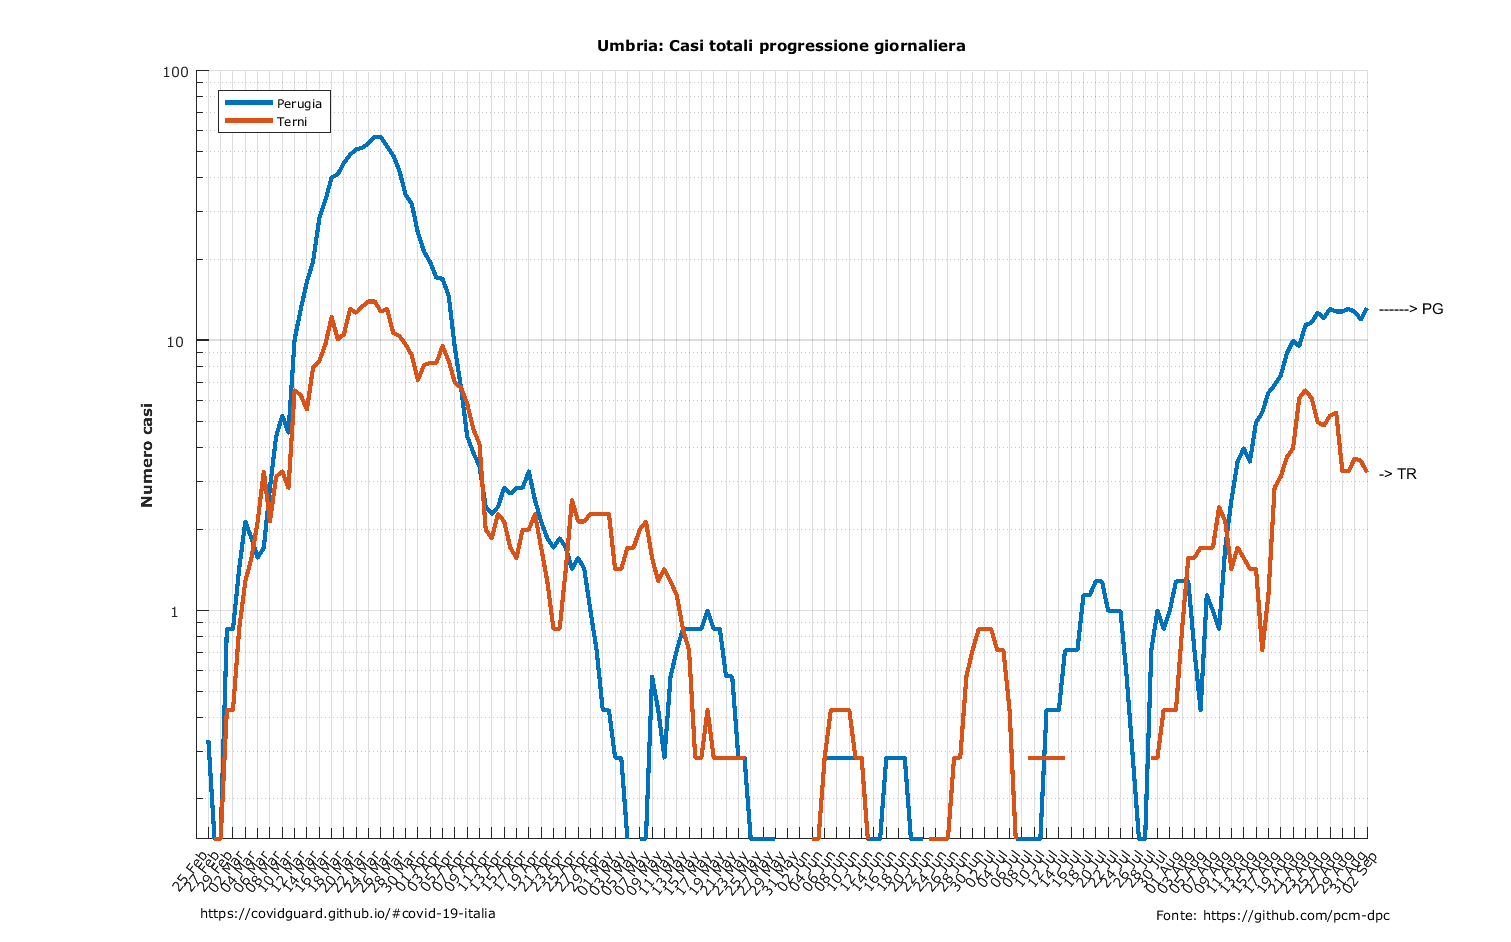 Umbria: Casi totali progressione giornaliera
100
10
1
Perugia
Terni
Numero casi
------> PG
-> TR
25 Feb
27 Feb
29 Feb
02 Mar
04 Mar
06 Mar
08 Mar
10 Mar
12 Mar
14 Mar
16 Mar
18 Mar
20 Mar
22 Mar
24 Mar
26 Mar
28 Mar
30 Mar
01 Apr
03 Apr
05 Apr
07 Apr
09 Apr
11 Apr
13 Apr
15 Apr
17 Apr
19 Apr
21 Apr
23 Apr
25 Apr
27 Apr
29 Apr
01 May
03 May
05 May
07 May
09 May
11 May
13 May
15 May
17 May
19 May
21 May
23 May
25 May
27 May
29 May
31 May
02 Jun
04 Jun
06 Jun
08 Jun
10 Jun
12 Jun
14 Jun
16 Jun
18 Jun
20 Jun
22 Jun
24 Jun
26 Jun
28 Jun
30 Jun
02 Jul
04 Jul
06 Jul
08 Jul
10 Jul
12 Jul
14 Jul
16 Jul
18 Jul
20 Jul
22 Jul
24 Jul
26 Jul
28 Jul
30 Jul
01 Aug
03 Aug
05 Aug
07 Aug
09 Aug
11 Aug
13 Aug
15 Aug
17 Aug
19 Aug
21 Aug
23 Aug
25 Aug
27 Aug
29 Aug
31 Aug
02 Sep
https://covidguard.github.io/#covid-19-italia
Fonte: https://github.com/pcm-dpc